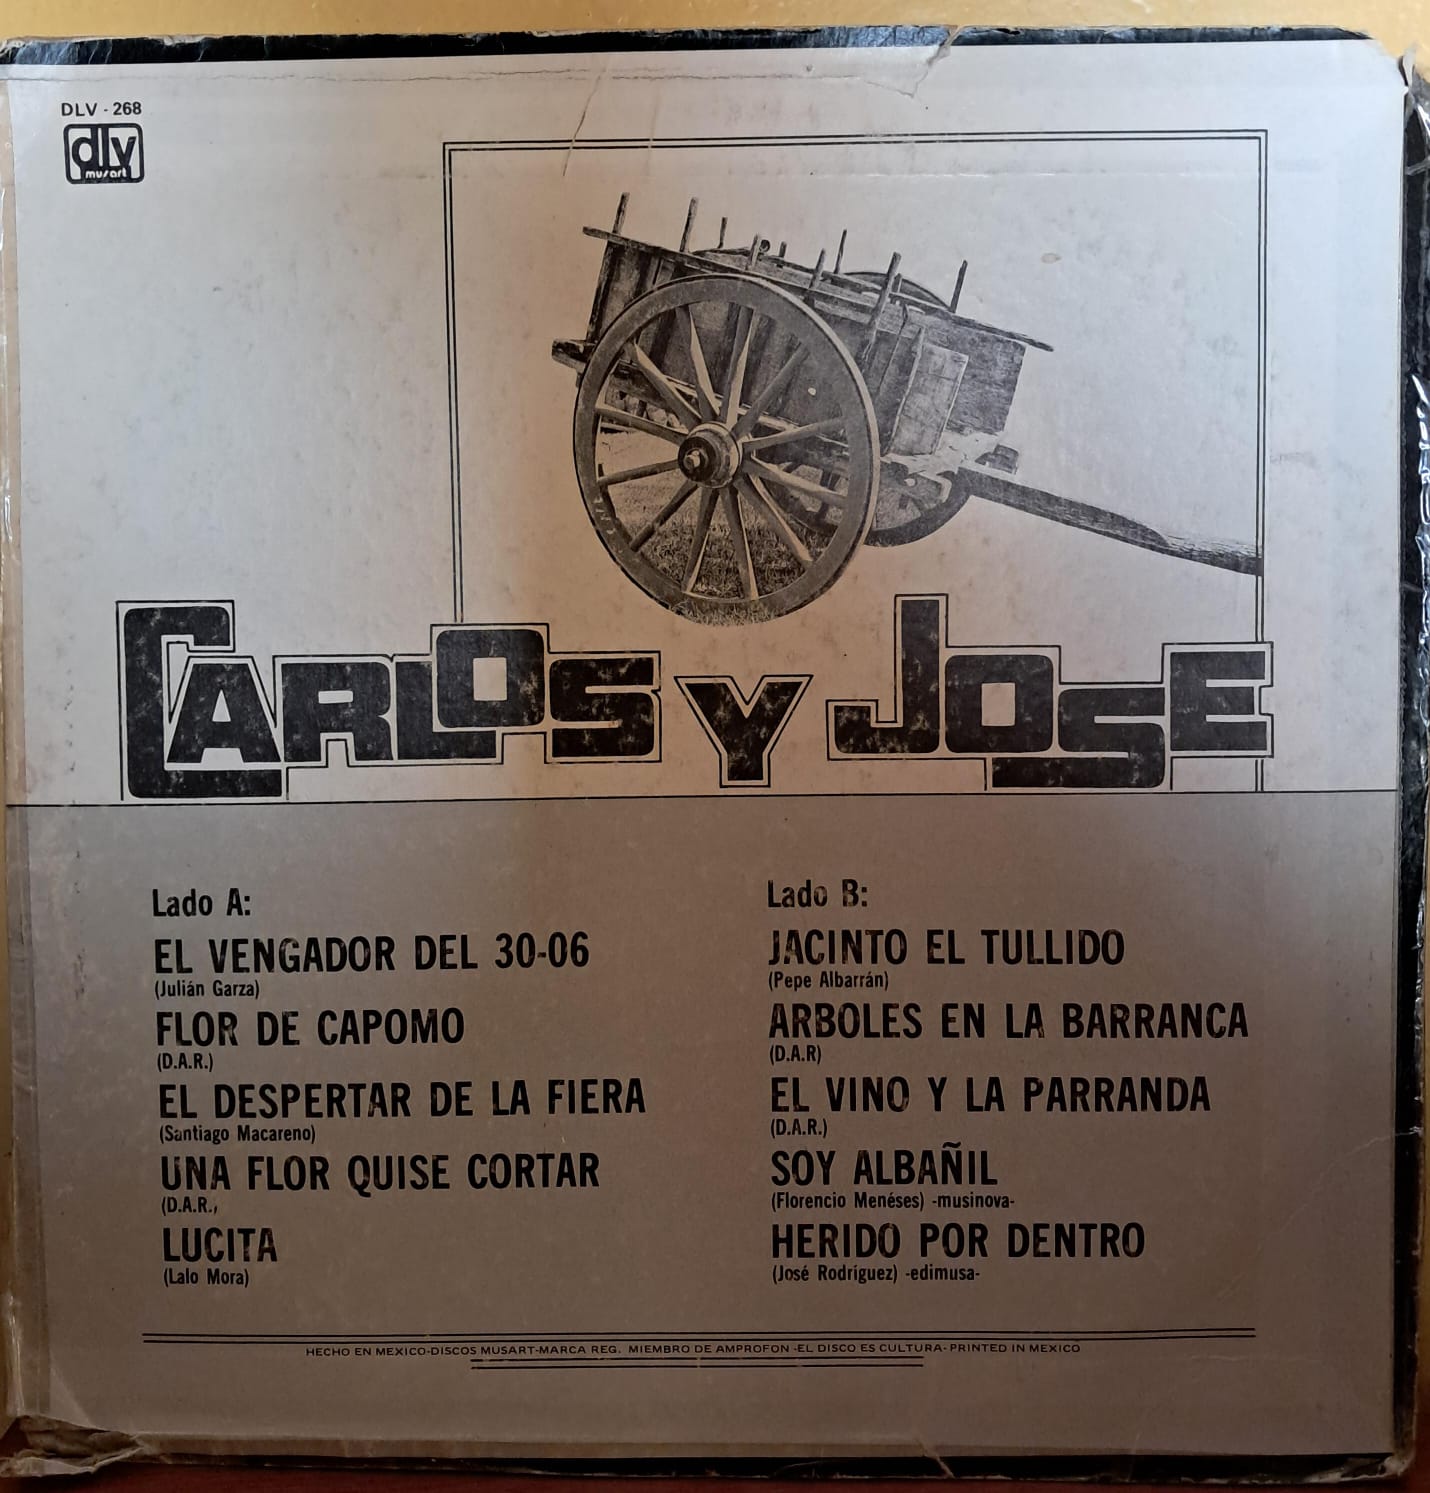 DLV - 268
dlv
musart
CARLOS Y JOSE
Lado A:
EL VENGADOR DEL 30-06
(Julián Garza)
FLOR DE CAPOMO
(D.A.R.)
EL DESPERTAR DE LA FIERA
(Santiago Macareno)
UNA FLOR QUISE CORTAR
(D.A.R.,
LUCITA
(Lalo Mora)
Lado B:
JACINTO EL TULLIDO
(Pepe Albarrán)
ARBOLES EN LA BARRANCA
(D.A.R)
EL VINO Y LA PARRANDA
(D.A.R.)
SOY ALBAÑIL
(Florencio Menéses) -musinova-
HERIDO POR DENTRO
(José Rodríguez) -edimusa-
HECHO EN MEXICO-DISCOS MUSART-MARCA REG. MIEMBRO DE AMPROFON -EL DISCO ES CULTURA- PRINTED IN MEXICO